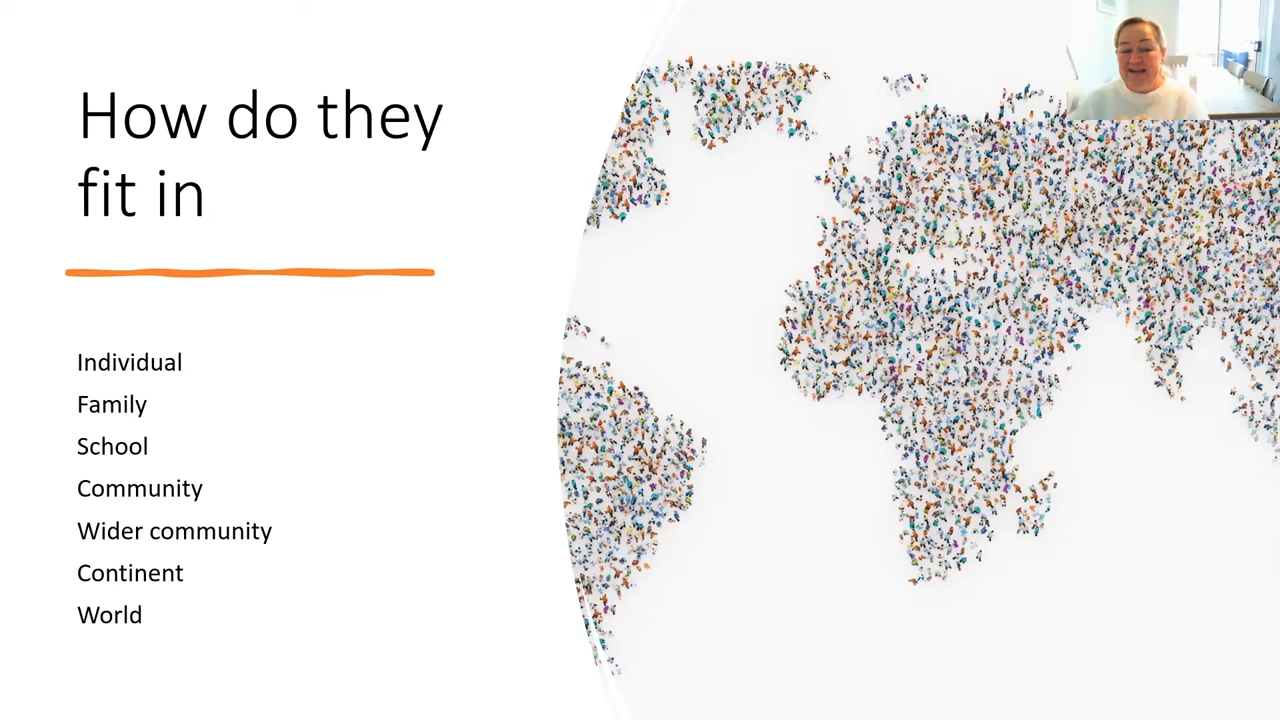 How do they
fit in
Individual
Family
School
Community
Wider community
Continent
World